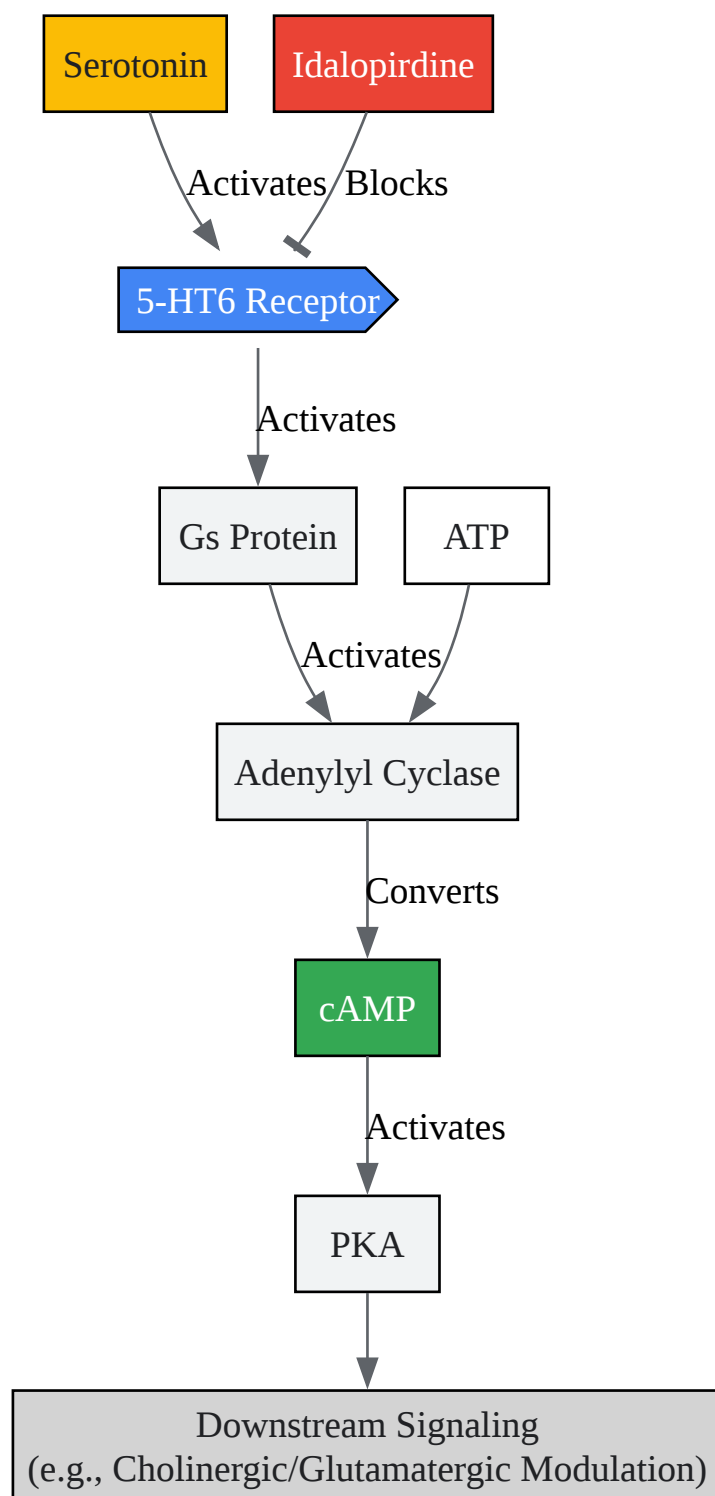 Serotonin
Idalopirdine
Activates
Blocks
5-HT6 Receptor
Activates
Gs Protein
ATP
Activates
Adenylyl Cyclase
Converts
cAMP
Activates
PKA
Downstream Signaling
(e.g., Cholinergic/Glutamatergic Modulation)